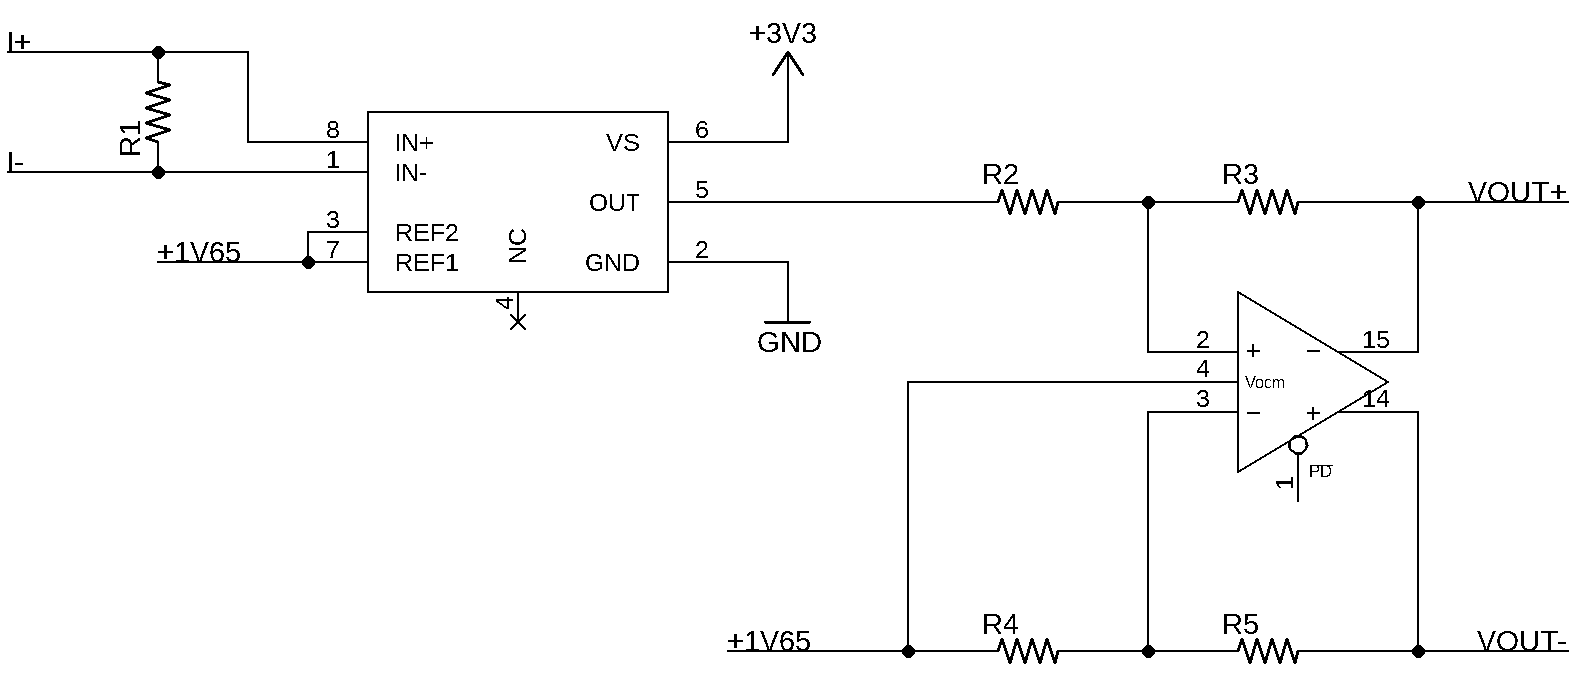 I+
+3V3
R1
8
IN+
VS
6
I-
1
IN-
R2
R3
VOUT+
OUT
5
3
REF2
+1V65
7
REF1
NC
GND
2
4
GND
2
+
−
15
4
Vocm
3
−
+
14
1
PD
+1V65
R4
R5
VOUT-